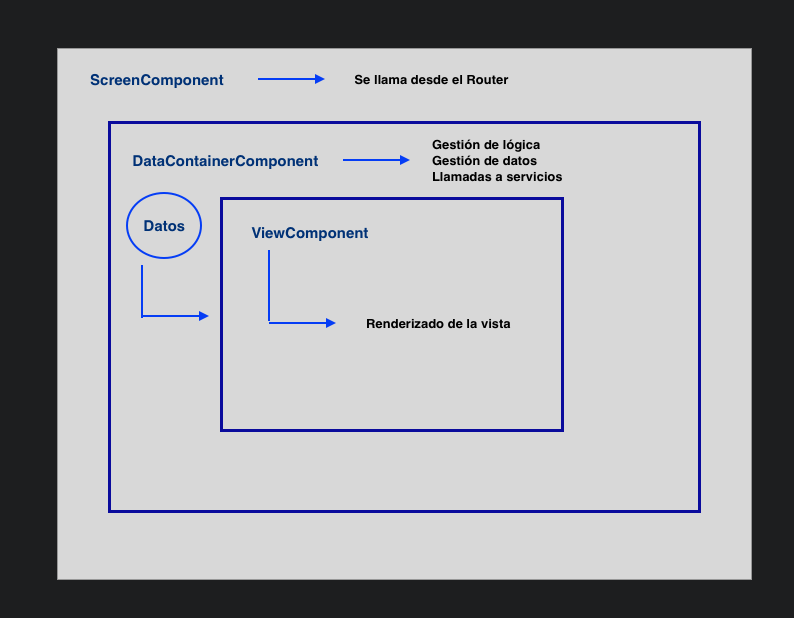 ScreenComponent
Se llama desde el Router
DataContainerComponent
Gestión de lógica
Gestión de datos
Llamadas a servicios
Datos
ViewComponent
Renderizado de la vista